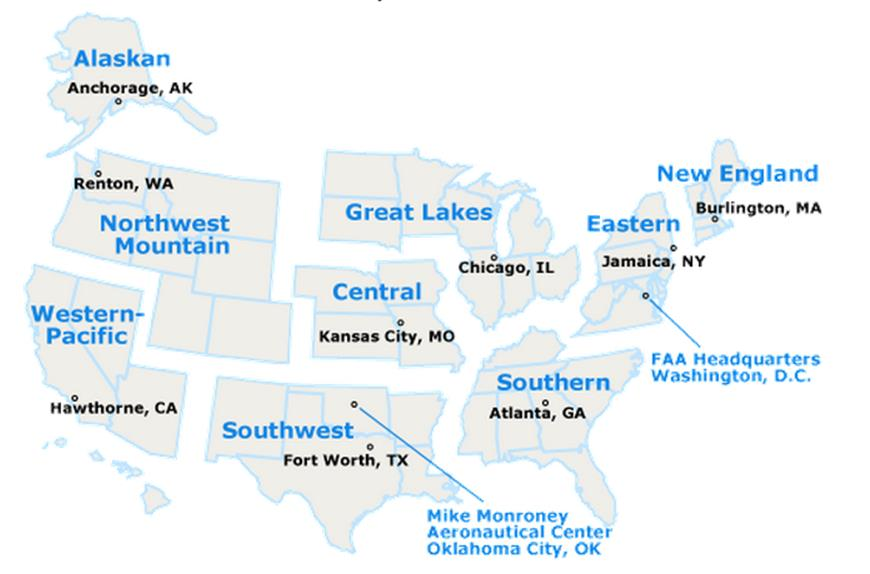 Alaskan
Anchorage, AK
Renton, WA
Northwest
Mountain
Western-
Pacific
Hawthorne, CA
Great Lakes
Chicago, IL
Central
Kansas City, MO
Southwest
Fort Worth, TX
Mike Monroney
Aeronautical Center
Oklahoma City, OK
New England
Burlington, MA
Eastern
Jamaica, NY
FAA Headquarters
Washington, D.C.
Southern
Atlanta, GA